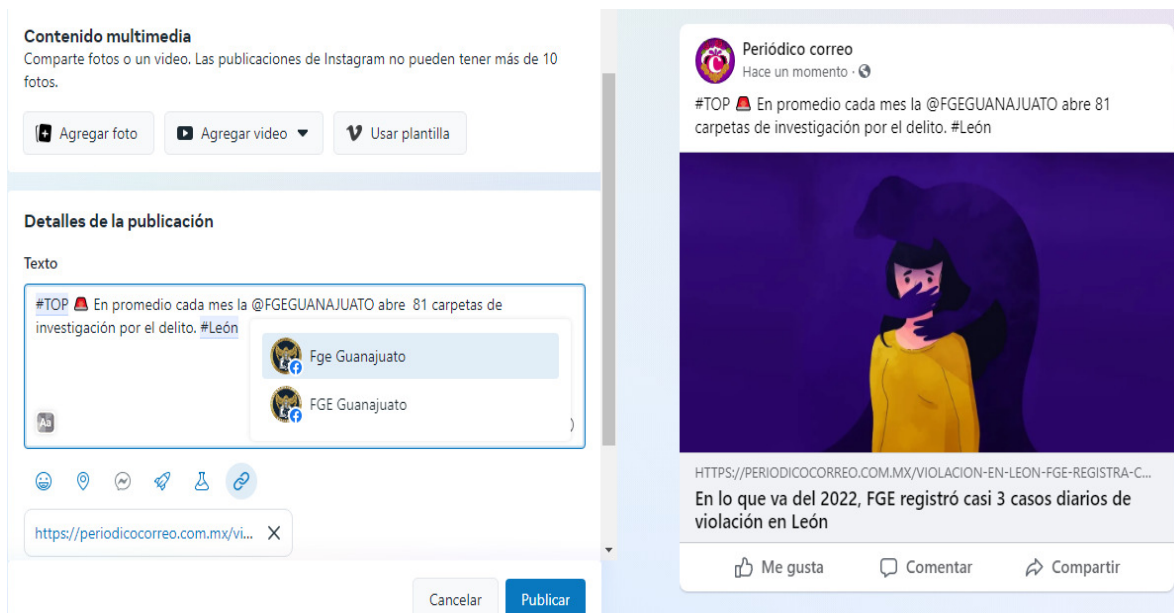 Contenido multimedia
Comparte fotos o un video. Las publicaciones de Instagram no pueden tener más de 10
fotos.
Agregar foto
Agregar video
Usar plantilla
Detalles de la publicación
Texto
#TOP 🚨 En promedio cada mes la @FGEGUANAJUATO abre  81 carpetas de
investigación por el delito. #León
Fge Guanajuato
FGE Guanajuato
Aa
https://periodicocorreo.com.mx/vi...
Cancelar
Publicar
Periódico correo
Hace un momento ·
#TOP 🚨 En promedio cada mes la @FGEGUANAJUATO abre 81
carpetas de investigación por el delito. #León
HTTPS://PERIODICOCORREO.COM.MX/VIOLACION-EN-LEON-FGE-REGISTRA-C...
En lo que va del 2022, FGE registró casi 3 casos diarios de
violación en León
Me gusta
Comentar
Compartir